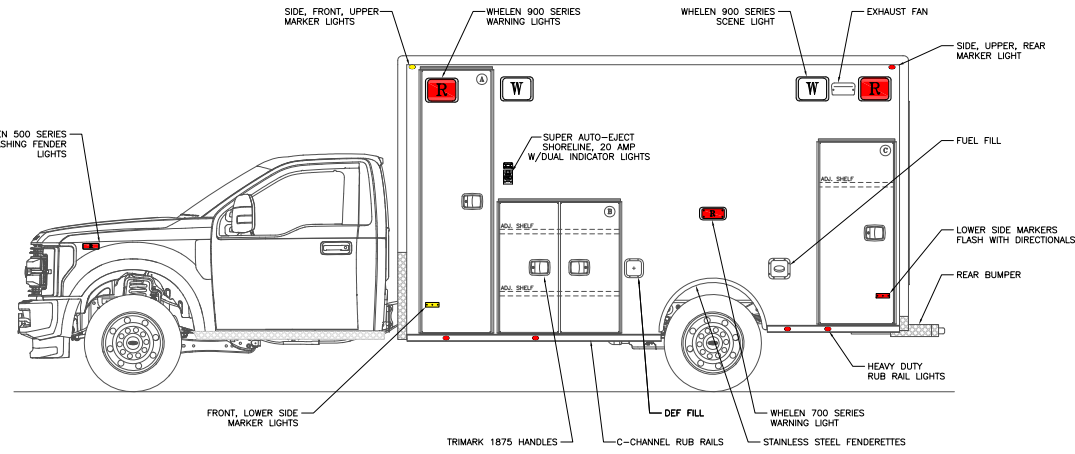 SIDE, FRONT, UPPER
MARKER LIGHTS
WHELEN 900 SERIES
WARNING LIGHTS
WHELEN 900 SERIES
SCENE LIGHT
EXHAUST FAN
SIDE, UPPER, REAR
MARKER LIGHT
A
R
W
W
R
EN 500 SERIES
ASHING FENDER
LIGHTS
SUPER AUTO-EJECT
SHORELINE, 20 AMP
W/DUAL INDICATOR LIGHTS
FUEL FILL
C
ADJ. SHELF
B
R
ADJ. SHELF
LOWER SIDE MARKERS
FLASH WITH DIRECTIONALS
REAR BUMPER
ADJ. SHELF
HEAVY DUTY
RUB RAIL LIGHTS
FRONT, LOWER SIDE
MARKER LIGHTS
DEF FILL
WHELEN 700 SERIES
WARNING LIGHT
TRIMARK 1875 HANDLES
C-CHANNEL RUB RAILS
STAINLESS STEEL FENDERETTES